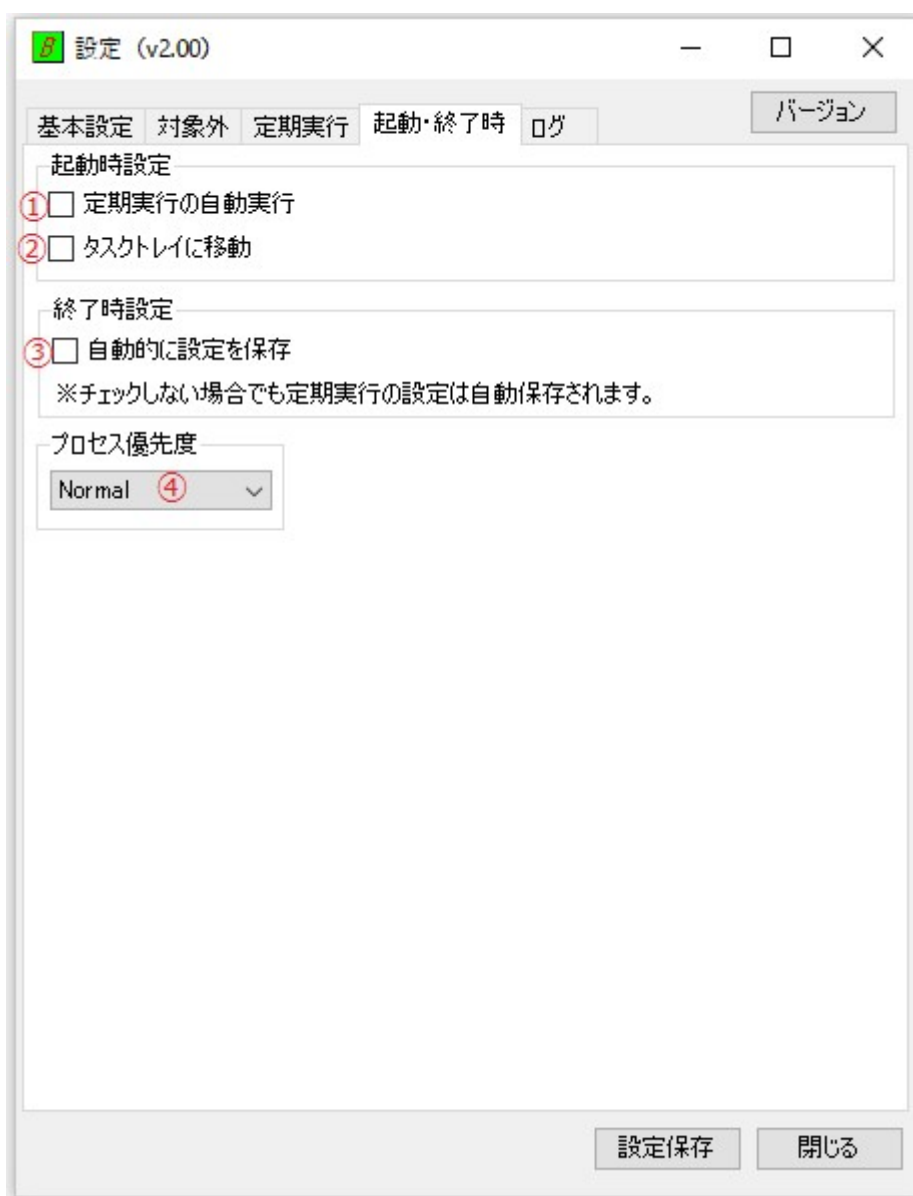 B 設定（v2.00）
バージョン
基本設定 対象外 定期実行 起動・終了時 ログ
起動時設定
① 定期実行の自動実行
② タスクトレイに移動
終了時設定
③ 自動的に設定を保存
※チェックしない場合でも定期実行の設定は自動保存されます。
プロセス優先度
Normal ④
設定保存 閉じる